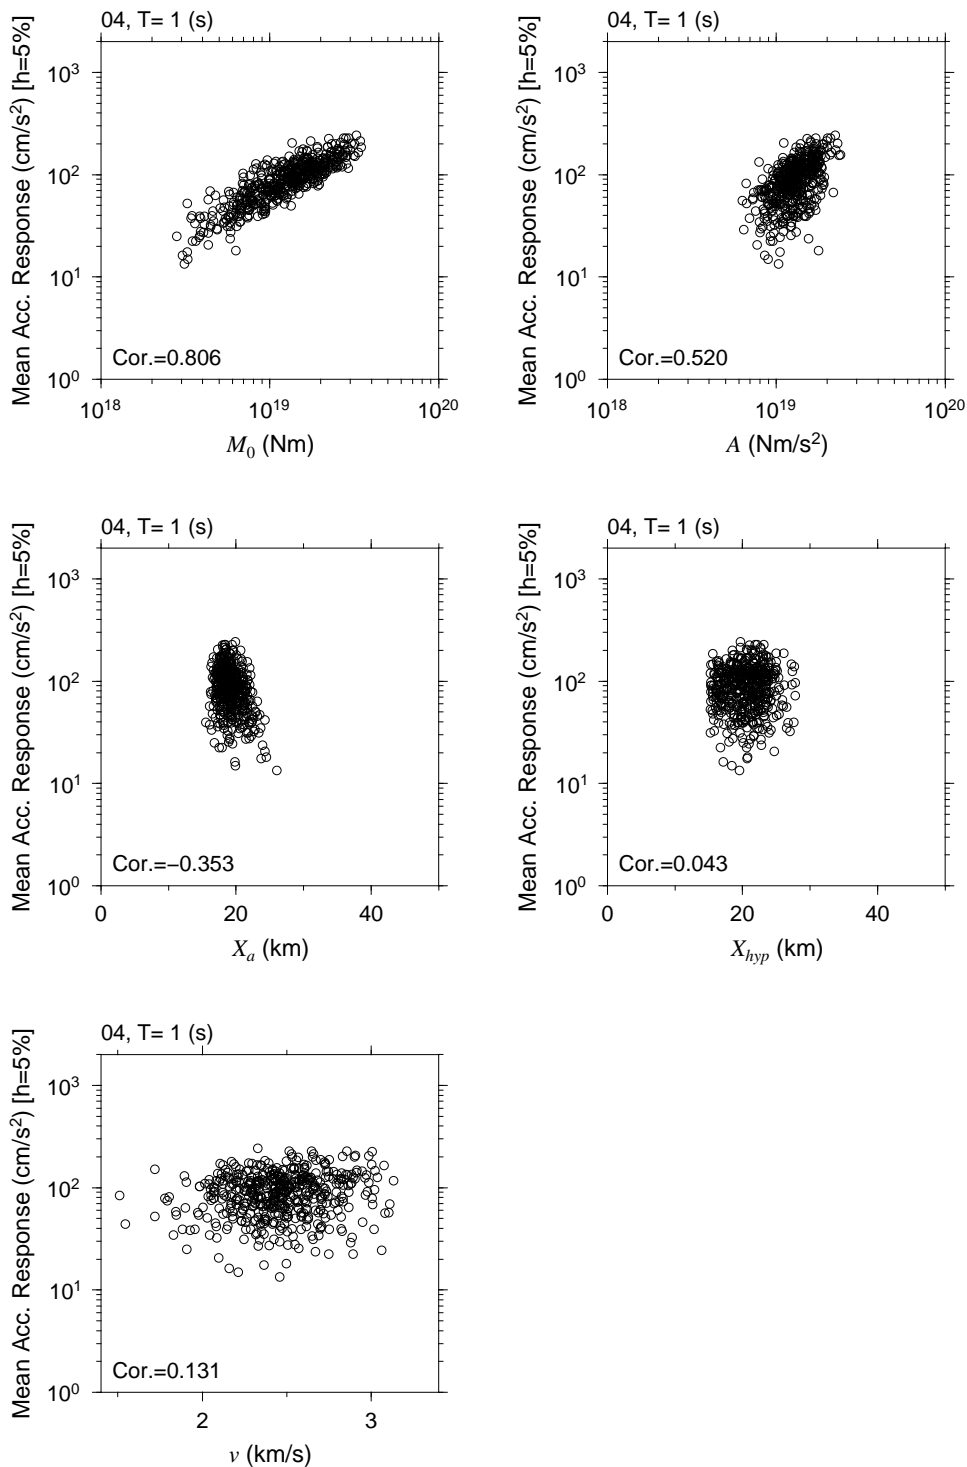 04, T= 1 (s)
Mean Acc. Response (cm/s²) [h=5%]
10³
10²
10¹
10⁰
Cor.=0.806
10¹⁸ 10¹⁹ 10²⁰
M₀ (Nm)
04, T= 1 (s)
Mean Acc. Response (cm/s²) [h=5%]
10³
10²
10¹
10⁰
Cor.=0.520
10¹⁸ 10¹⁹ 10²⁰
A (Nm/s²)
04, T= 1 (s)
Mean Acc. Response (cm/s²) [h=5%]
10³
10²
10¹
10⁰
Cor.=−0.353
0 20 40
Xₐ (km)
04, T= 1 (s)
Mean Acc. Response (cm/s²) [h=5%]
10³
10²
10¹
10⁰
Cor.=0.043
0 20 40
X_hyp (km)
04, T= 1 (s)
Mean Acc. Response (cm/s²) [h=5%]
10³
10²
10¹
10⁰
Cor.=0.131
2 3
v (km/s)